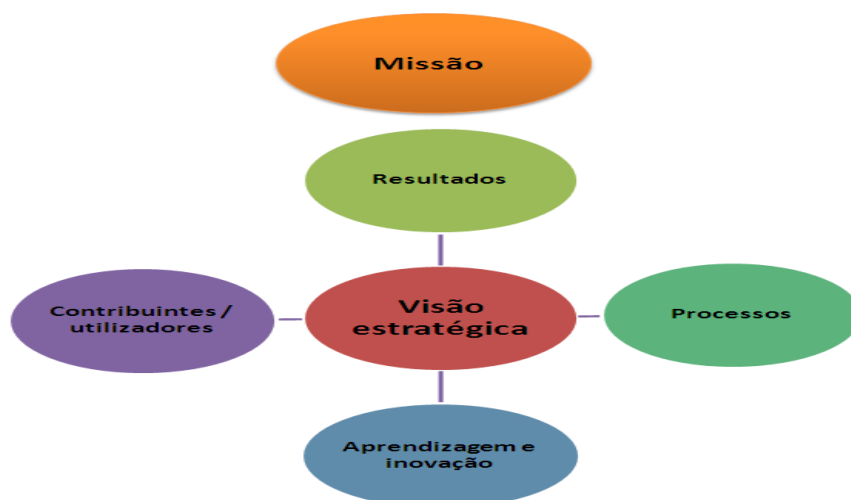 Missão
Resultados
Contribuintes /
utilizadores
Visão
estratégica
Processos
Aprendizagem e
inovação